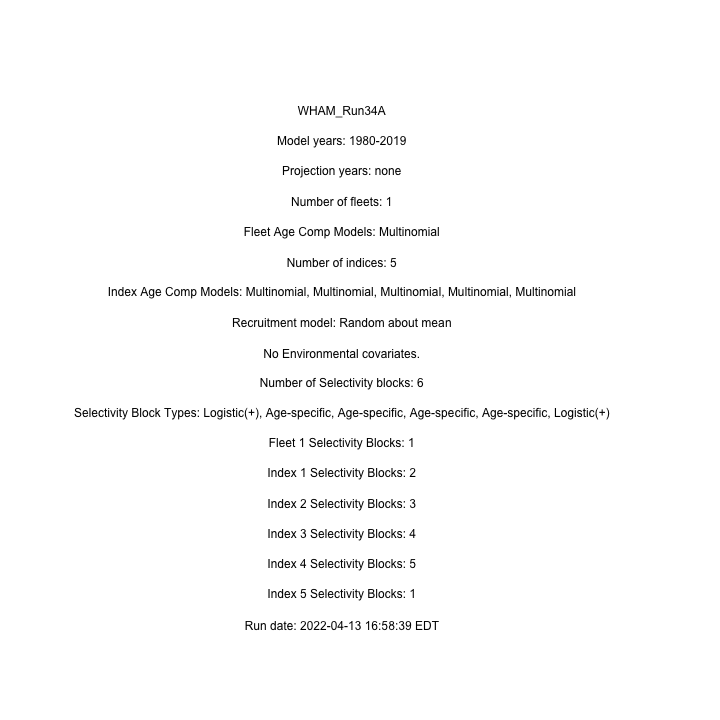 WHAM_Run34A
Model years: 1980-2019
Projection years: none
Number of fleets: 1
Fleet Age Comp Models: Multinomial
Number of indices: 5
Index Age Comp Models: Multinomial, Multinomial, Multinomial, Multinomial, Multinomial
Recruitment model: Random about mean
No Environmental covariates.
Number of Selectivity blocks: 6
Selectivity Block Types: Logistic(+), Age-specific, Age-specific, Age-specific, Age-specific, Logistic(+)
Fleet 1 Selectivity Blocks: 1
Index 1 Selectivity Blocks: 2
Index 2 Selectivity Blocks: 3
Index 3 Selectivity Blocks: 4
Index 4 Selectivity Blocks: 5
Index 5 Selectivity Blocks: 1
Run date: 2022-04-13 16:58:39 EDT